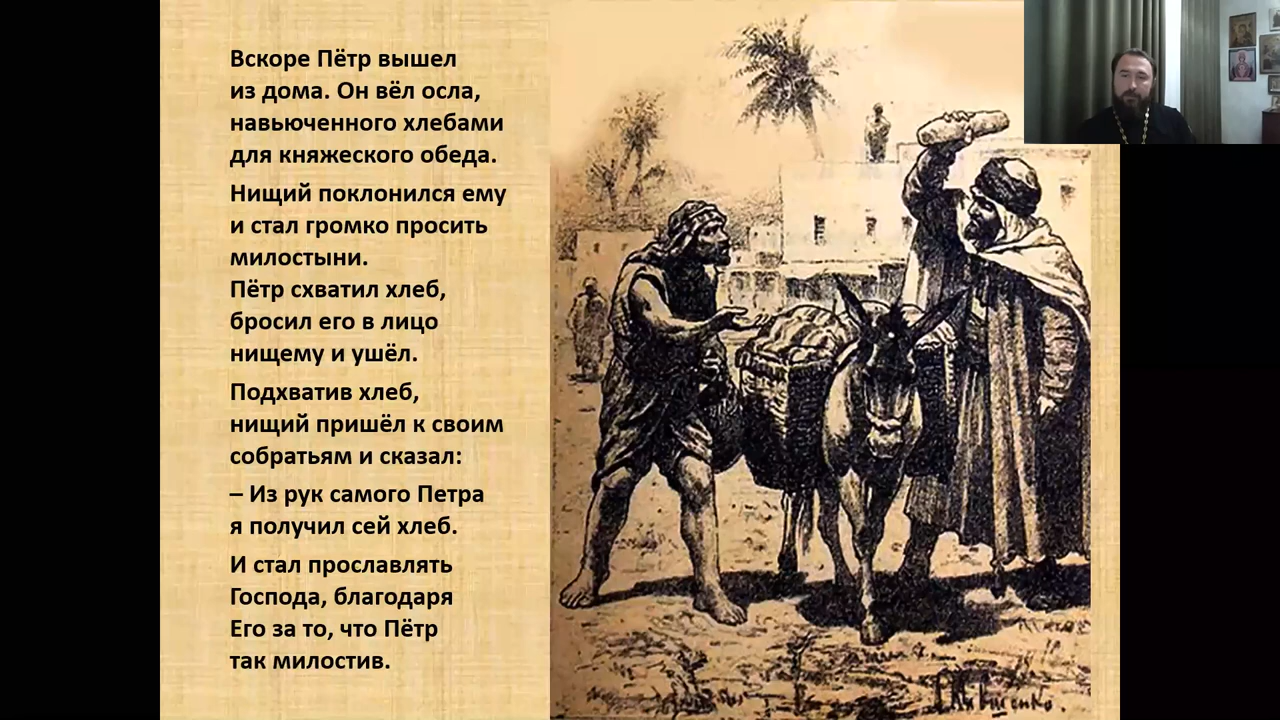 Вскоре Пётр вышел
из дома. Он вёл осла,
навьюченного хлебами
для княжеского обеда.
Нищий поклонился ему
и стал громко просить
милостыни.
Пётр схватил хлеб,
бросил его в лицо
нищему и ушёл.
Подхватив хлеб,
нищий пришёл к своим
собратьям и сказал:
– Из рук самого Петра
я получил сей хлеб.
И стал прославлять
Господа, благодаря
Его за то, что Пётр
так милостив.